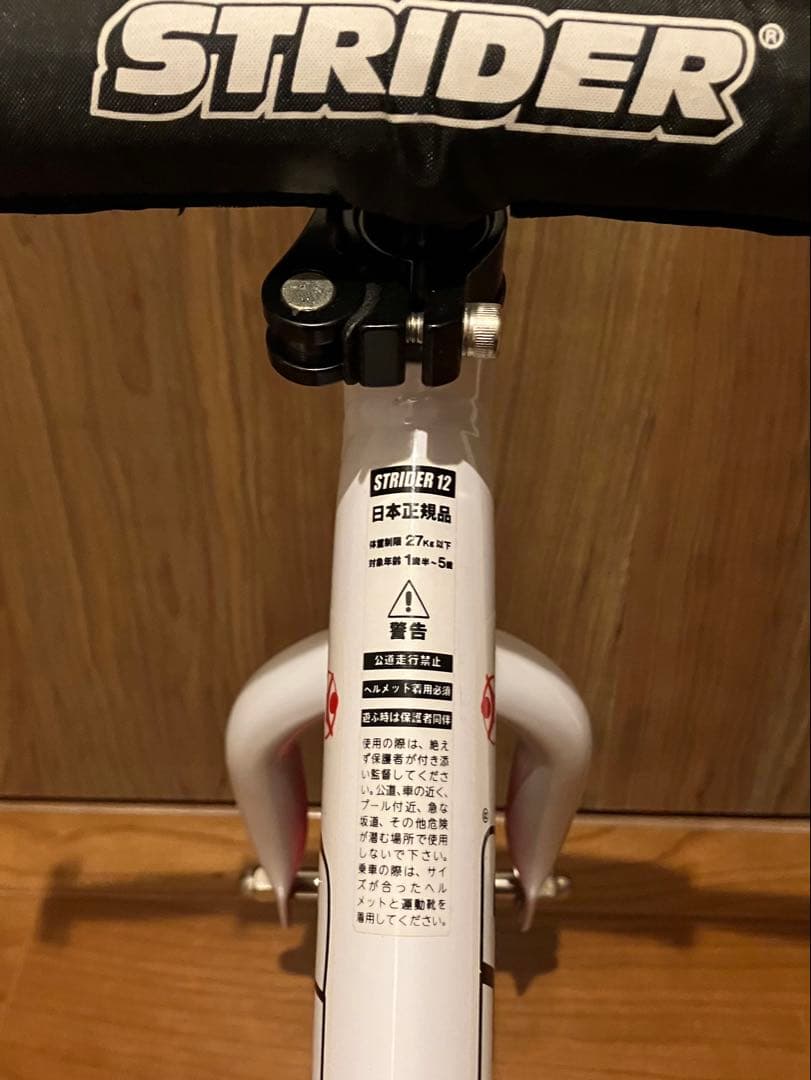 STRIDER®
STRIDER 12
日本正規品
体重制限 27Kg以下
対象年齢 1歳半~5歳
警告
公道走行禁止
ヘルメット着用必須
遊ぶ時は保護者同伴
使用の際は、絶え
ず保護者が付き添
い監督してくださ
い。公道、車の近く、
プール付近、急な
坂道、その他危険
が潜む場所で使用
しないで下さい。
乗車の際は、サイ
ズが合ったヘル
メットと運動靴を
着用してください。
®